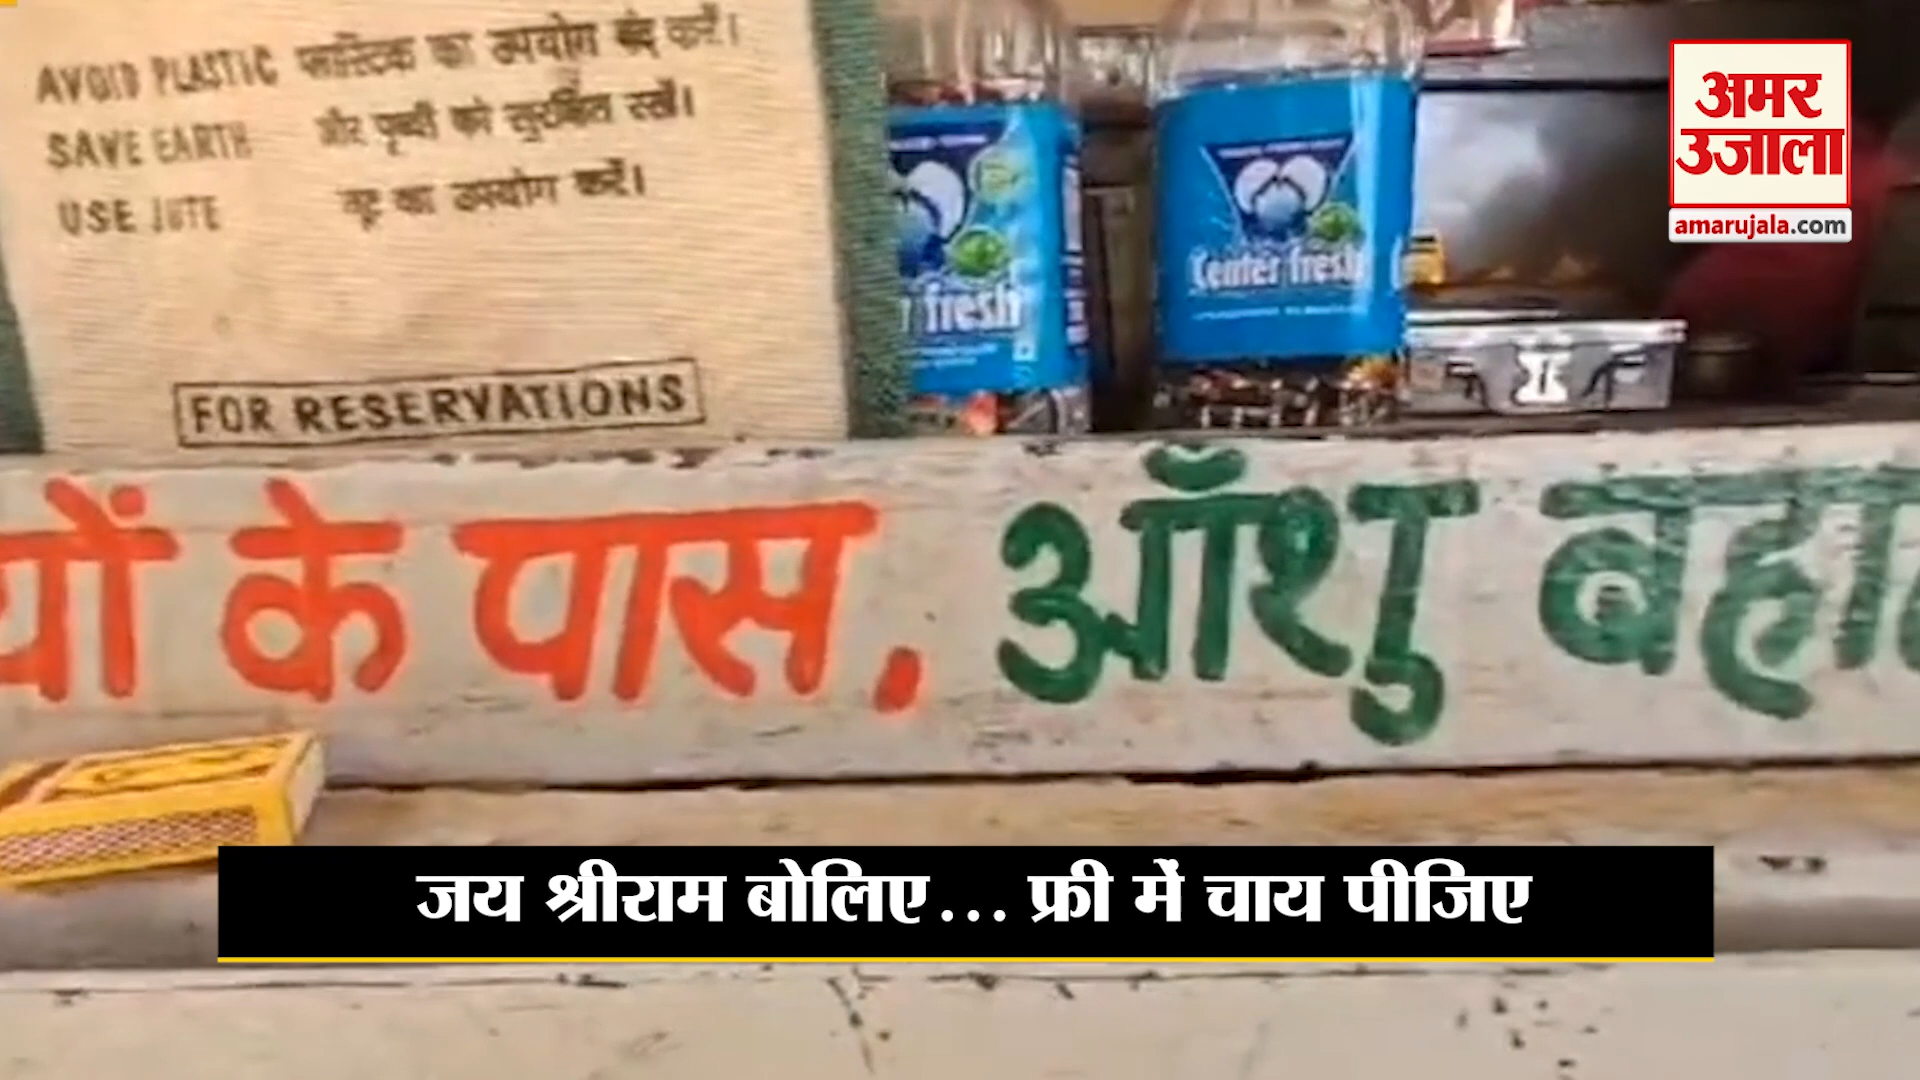 AVOID PLASTIC प्लास्टिक का उपयोग बंद करें।
SAVE EARTH और पृथ्वी को सुरक्षित रखें।
USE JUTE जूट का उपयोग करें।
FOR RESERVATIONS
fresh
Center fresh
अमर
उजाला
amarujala.com
यों के पास. आँशु बहा
जय श्रीराम बोलिए... फ्री में चाय पीजिए